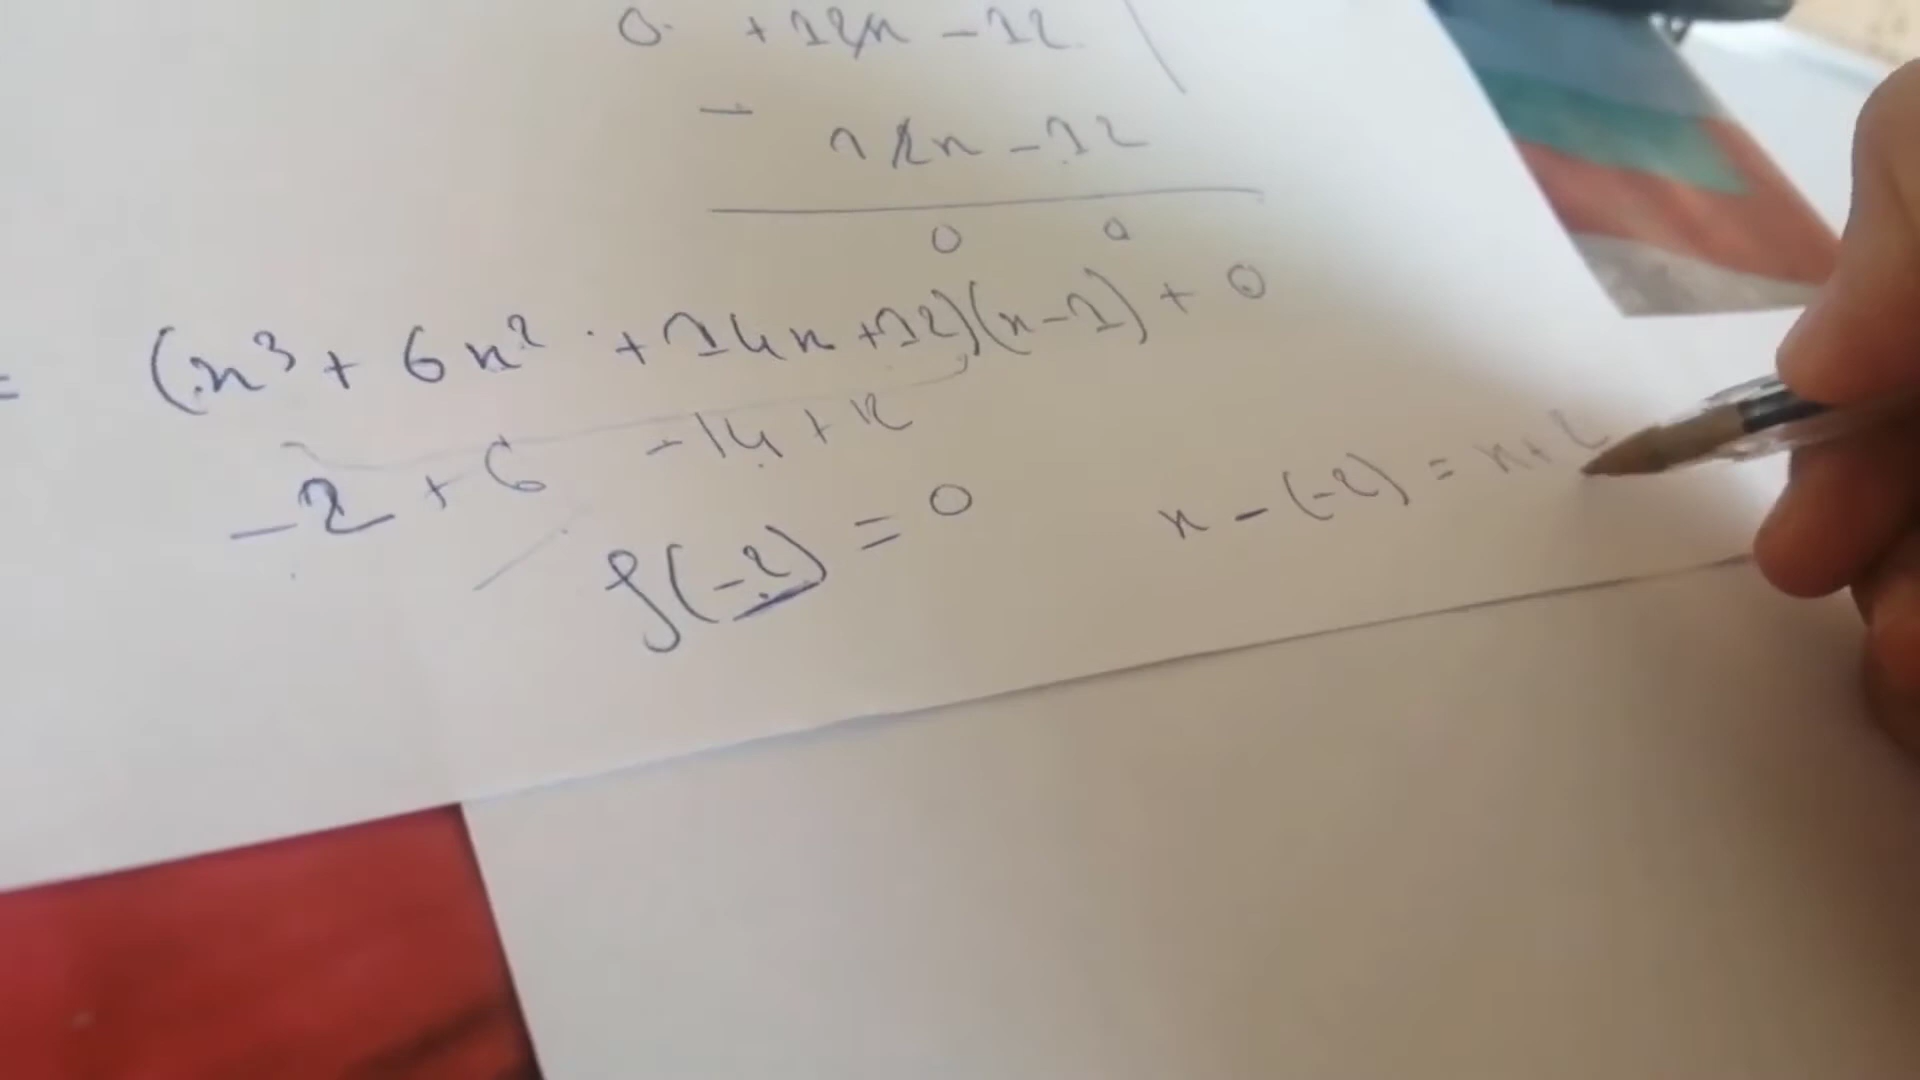 0 + 12x - 12
- 12x - 12
0 0
= (x³ + 6x² + 14x + 12)(x - 1) + 0
- 2 + 6 - 14 + 12
f(-2) = 0
x - (-2) = x + 2